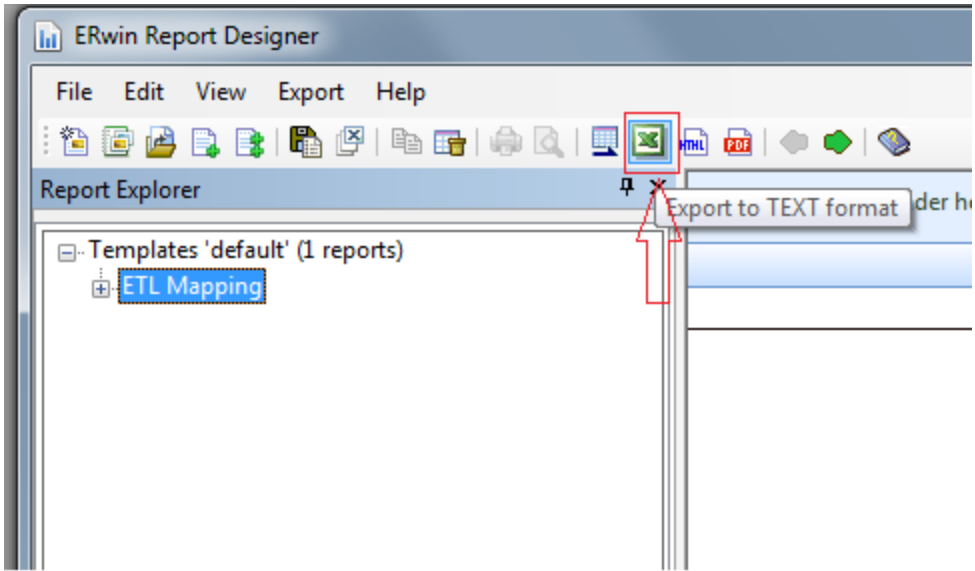 ERwin Report Designer
File Edit View Export Help
HTML PDF
Report Explorer
Export to TEXT format
Templates 'default' (1 reports)
ETL Mapping